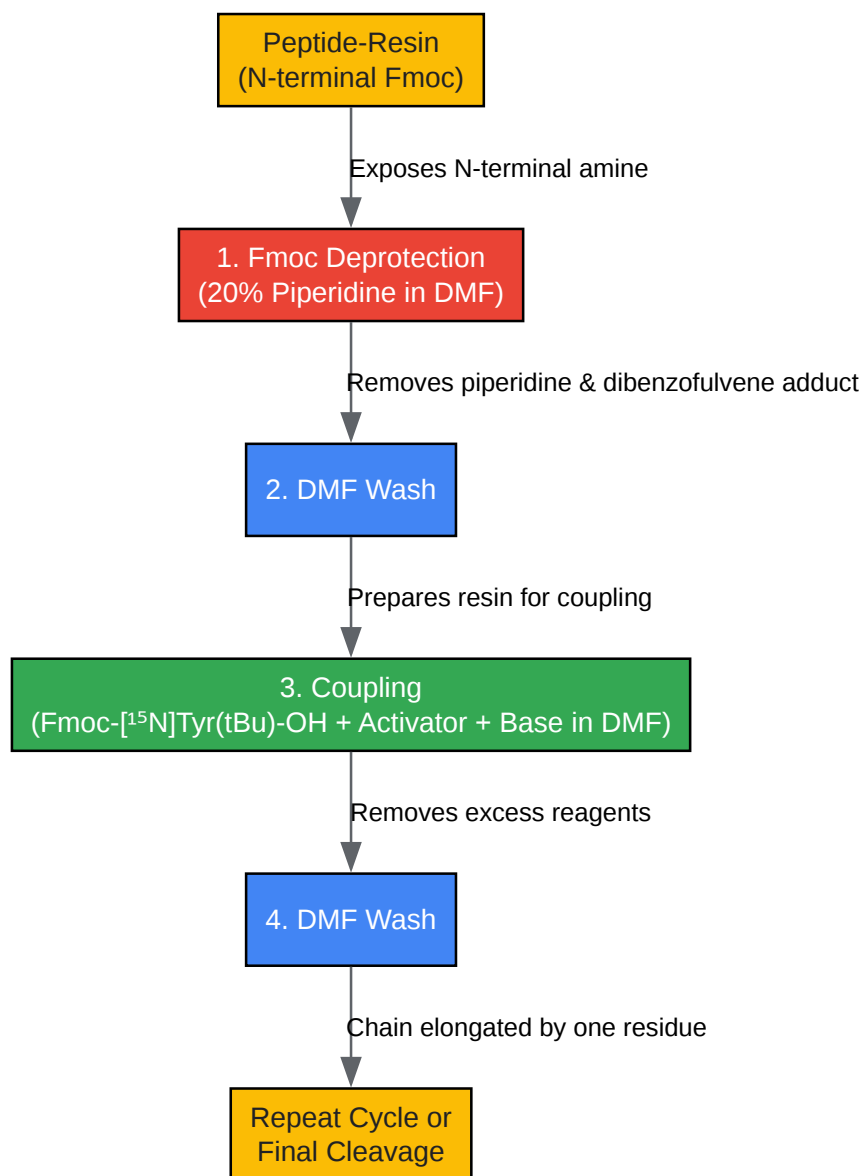 Peptide-Resin
(N-terminal Fmoc)
Exposes N-terminal amine
1. Fmoc Deprotection
(20% Piperidine in DMF)
Removes piperidine & dibenzofulvene adduct
2. DMF Wash
Prepares resin for coupling
3. Coupling
(Fmoc-[¹⁵N]Tyr(tBu)-OH + Activator + Base in DMF)
Removes excess reagents
4. DMF Wash
Chain elongated by one residue
Repeat Cycle or
Final Cleavage